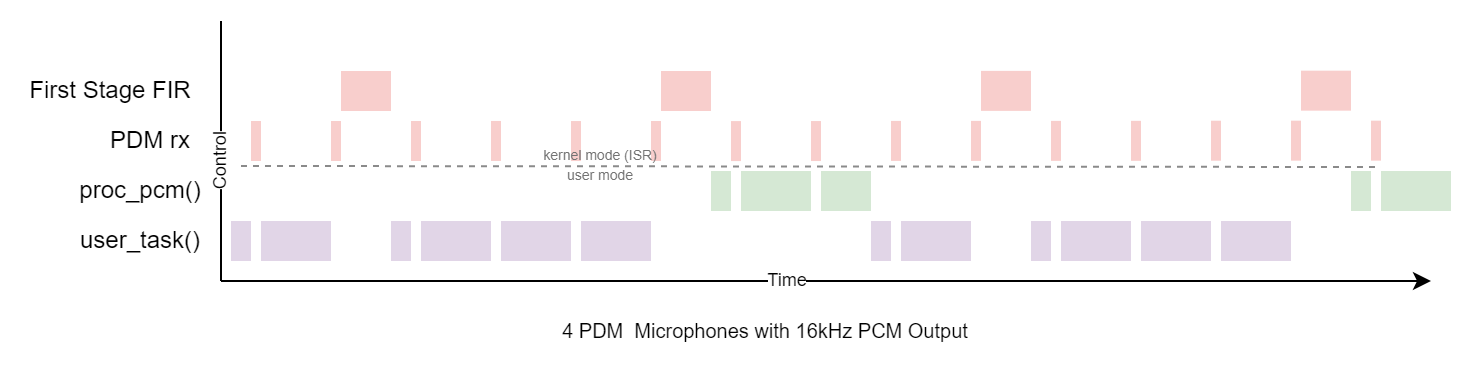 First Stage FIR
PDM rx
Control
kernel mode (ISR)
user mode
proc_pcm()
user_task()
Time
4 PDM  Microphones with 16kHz PCM Output